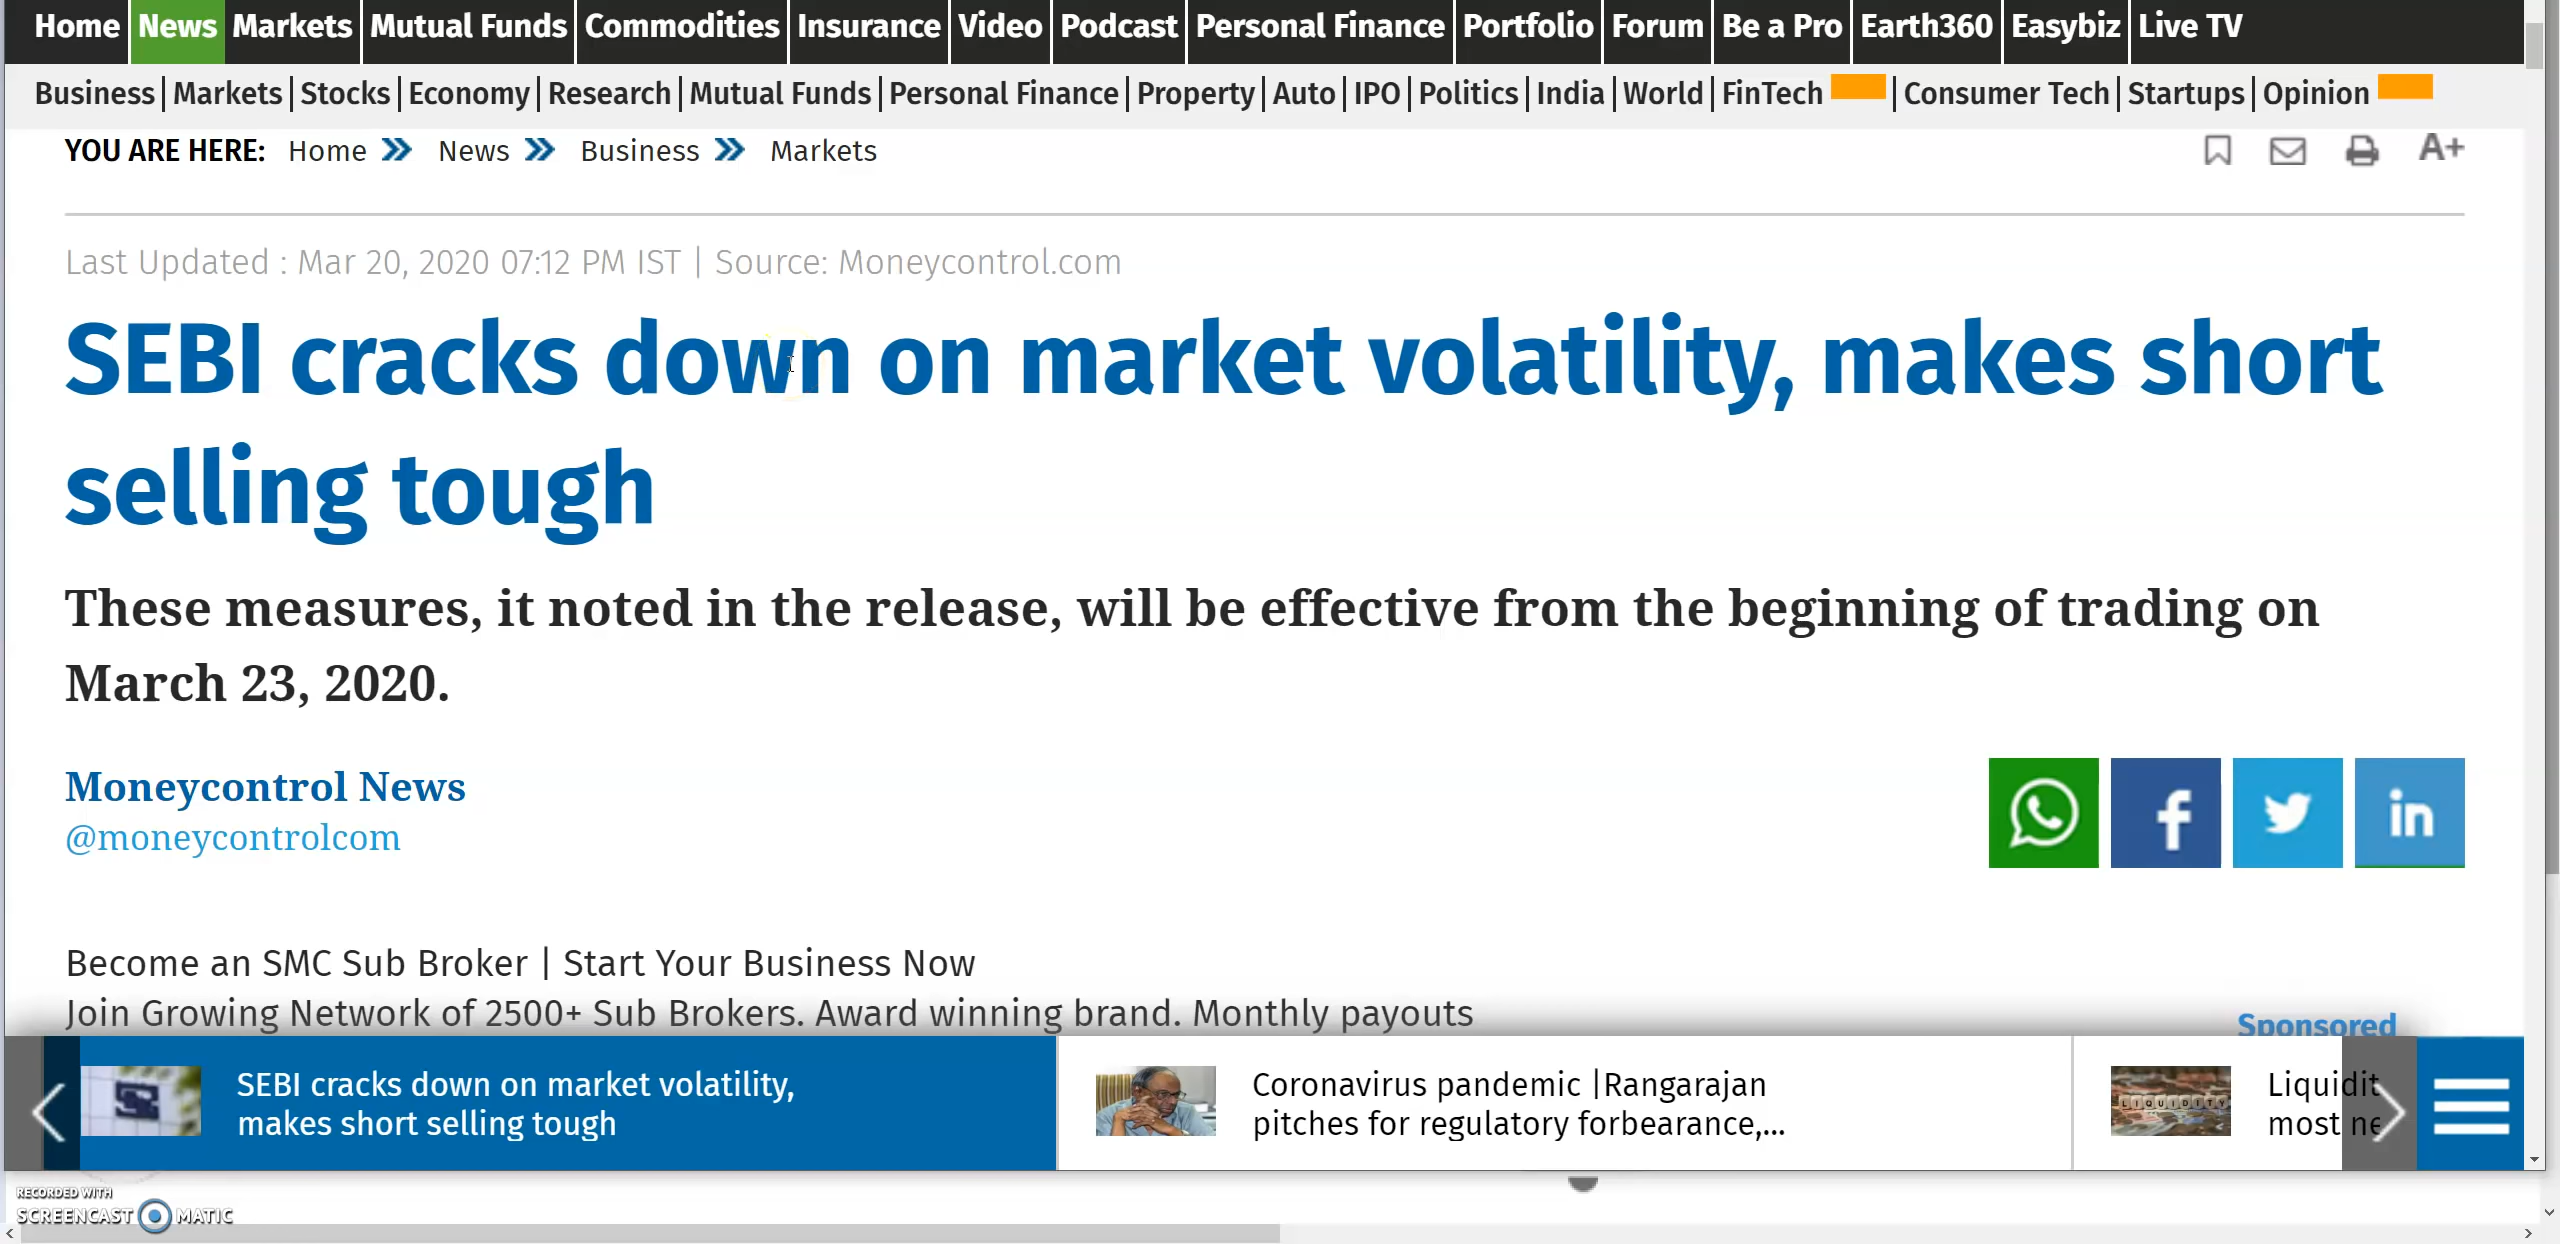 Home News Markets Mutual Funds Commodities Insurance Video Podcast Personal Finance Portfolio Forum Be a Pro Earth360 Easybiz Live TV
Business | Markets | Stocks | Economy | Research | Mutual Funds | Personal Finance | Property | Auto | IPO | Politics | India | World | FinTech | Consumer Tech | Startups | Opinion
YOU ARE HERE: Home News Business Markets
A+
Last Updated : Mar 20, 2020 07:12 PM IST | Source: Moneycontrol.com
SEBI cracks down on market volatility, makes short
selling tough
These measures, it noted in the release, will be effective from the beginning of trading on
March 23, 2020.
Moneycontrol News
@moneycontrolcom
Become an SMC Sub Broker | Start Your Business Now
Join Growing Network of 2500+ Sub Brokers. Award winning brand. Monthly payouts
Sponsored
SEBI cracks down on market volatility,
makes short selling tough
Coronavirus pandemic |Rangarajan
pitches for regulatory forbearance,...
LIQUIDITY
most
RECORDED WITH
SCREENCAST MATIC